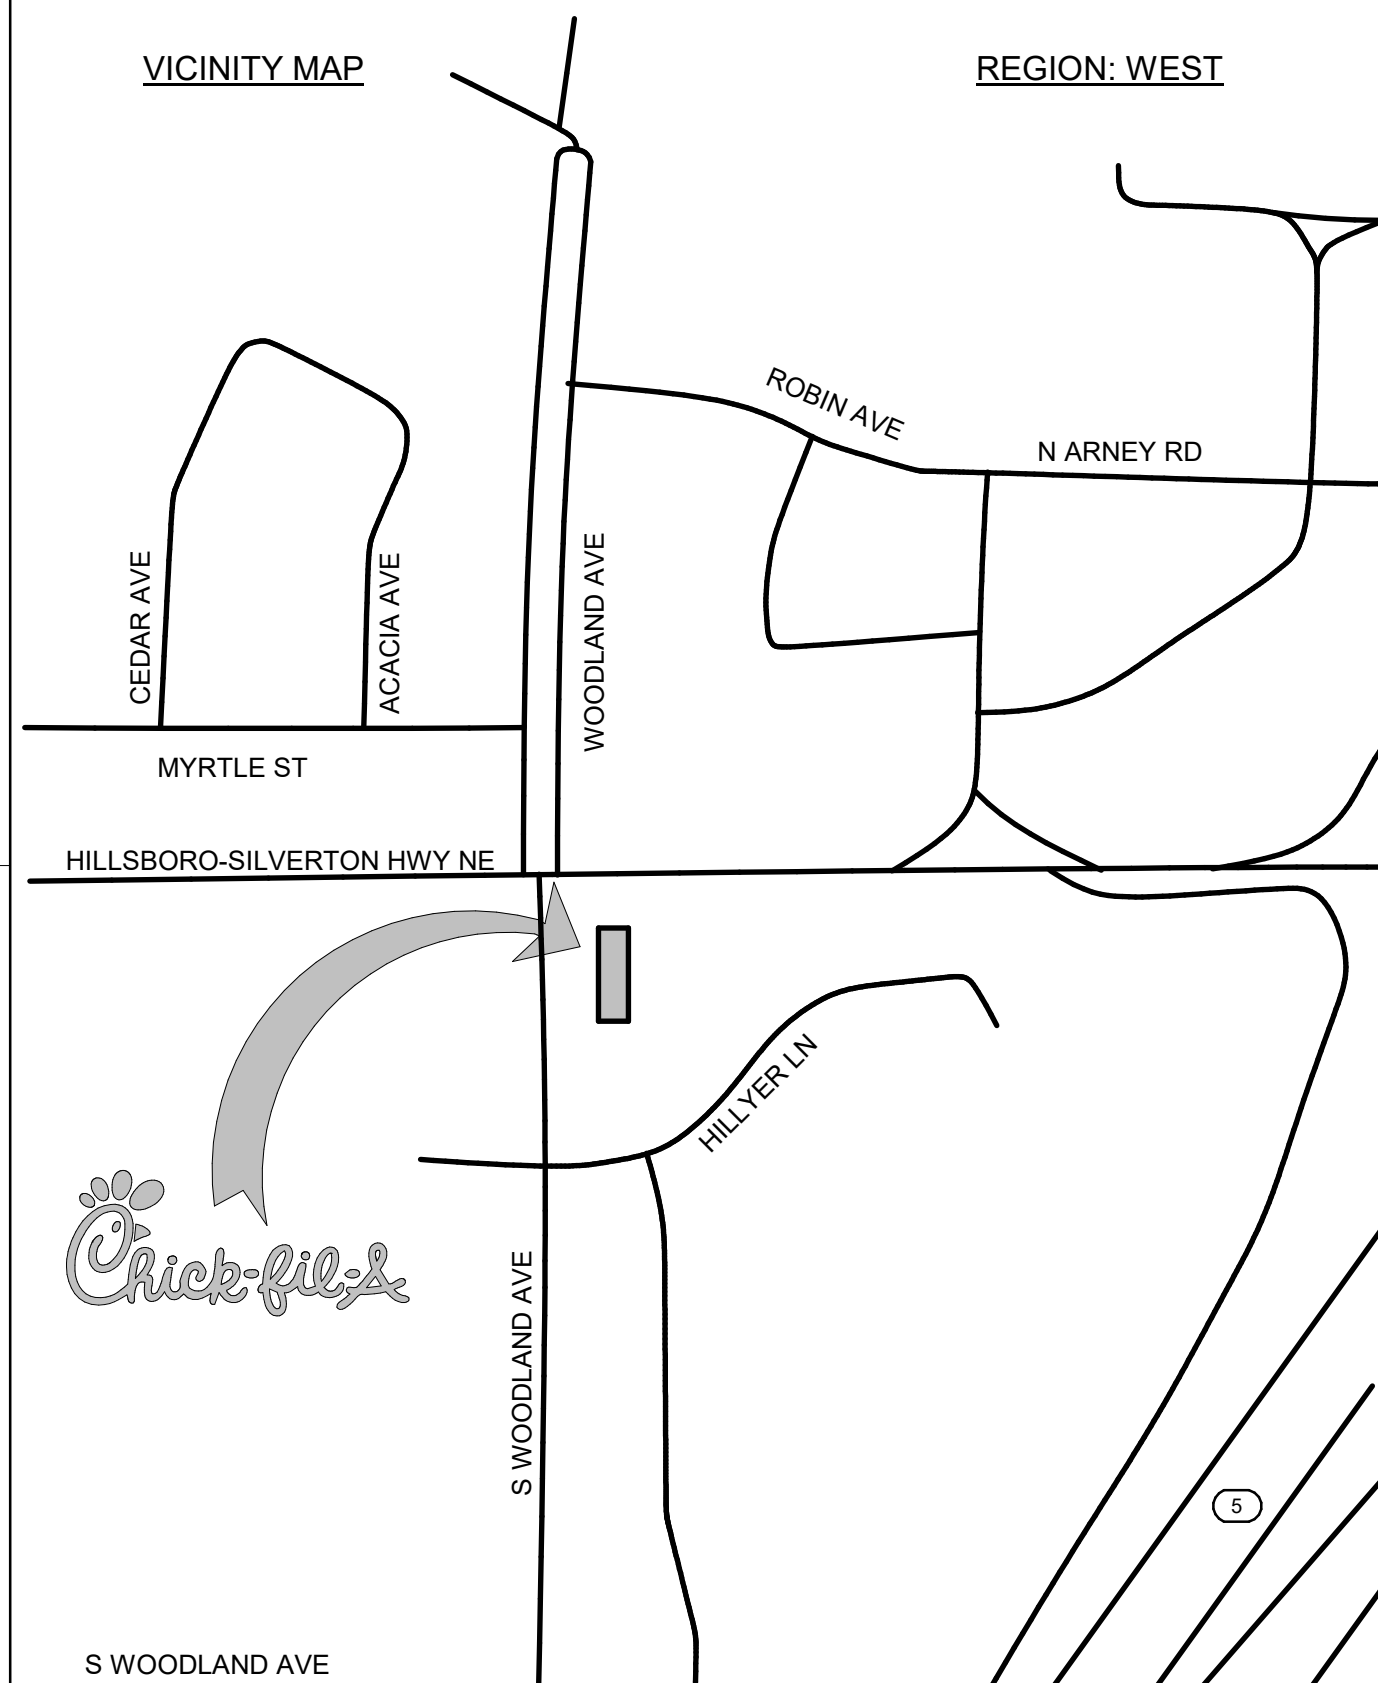 VICINITY MAP
REGION: WEST
ROBIN AVE
N ARNEY RD
CEDAR AVE
ACACIA AVE
WOODLAND AVE
MYRTLE ST
HILLSBORO-SILVERTON HWY NE
HILLYER LN
Chick-fil-A
S WOODLAND AVE
5
S WOODLAND AVE